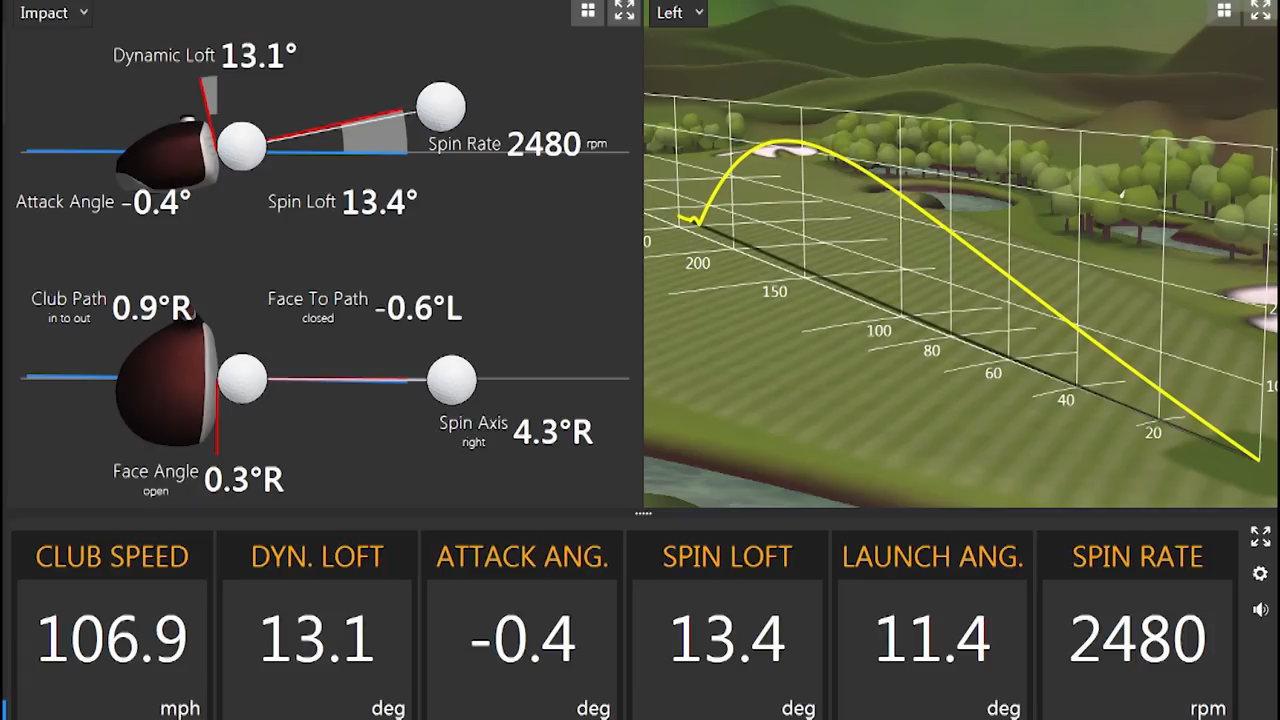 Impact
Dynamic Loft 13.1°
Spin Rate 2480 rpm
Attack Angle -0.4°
Spin Loft 13.4°
Club Path 0.9°R
in to out
Face To Path -0.6°L
closed
Spin Axis 4.3°R
right
Face Angle 0.3°R
open
Left
0
200
150
100
80
60
40
20
10
CLUB SPEED
106.9
mph
DYN. LOFT
13.1
deg
ATTACK ANG.
-0.4
deg
SPIN LOFT
13.4
deg
LAUNCH ANG.
11.4
deg
SPIN RATE
2480
rpm